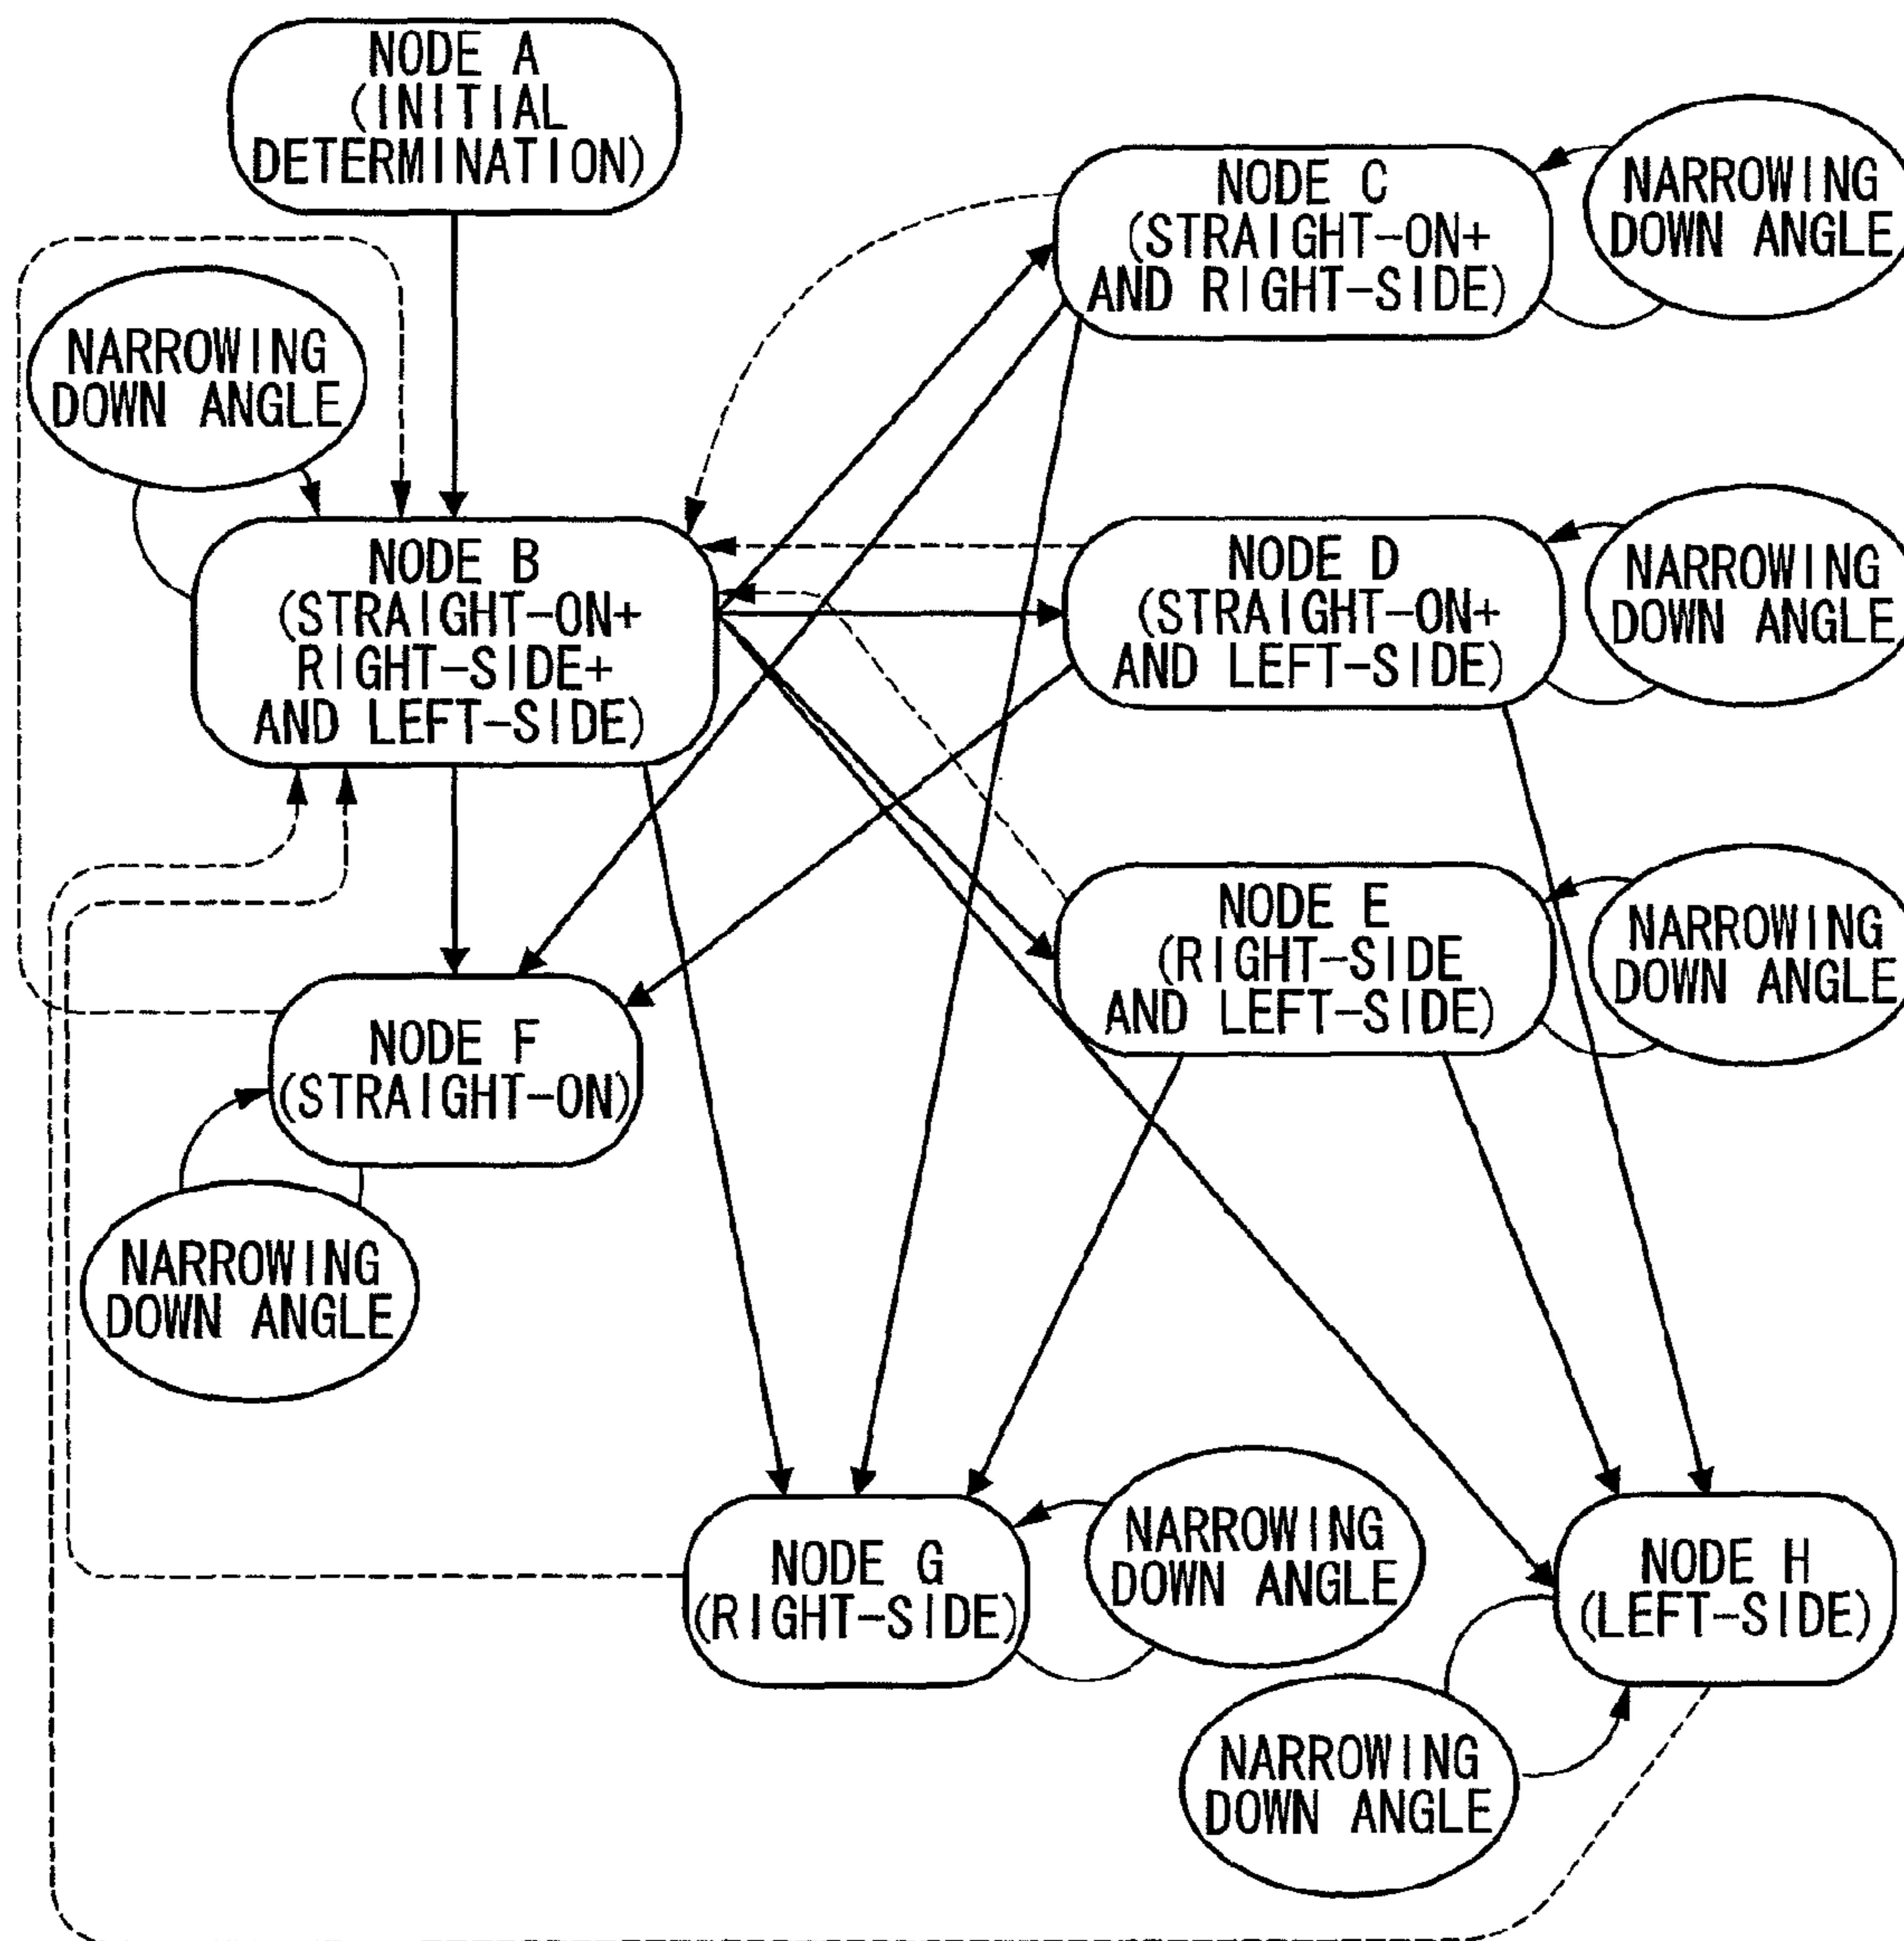 NODE A
(INITIAL
DETERMINATION)
NODE C
(STRAIGHT-ON+
AND RIGHT-SIDE)
NARROWING
DOWN ANGLE
NARROWING
DOWN ANGLE
NODE B
(STRAIGHT-ON+
RIGHT-SIDE+
AND LEFT-SIDE)
NODE D
(STRAIGHT-ON+
AND LEFT-SIDE)
NARROWING
DOWN ANGLE
NODE E
(RIGHT-SIDE
AND LEFT-SIDE)
NARROWING
DOWN ANGLE
NODE F
(STRAIGHT-ON)
NARROWING
DOWN ANGLE
NODE G
(RIGHT-SIDE)
NARROWING
DOWN ANGLE
NODE H
(LEFT-SIDE)
NARROWING
DOWN ANGLE